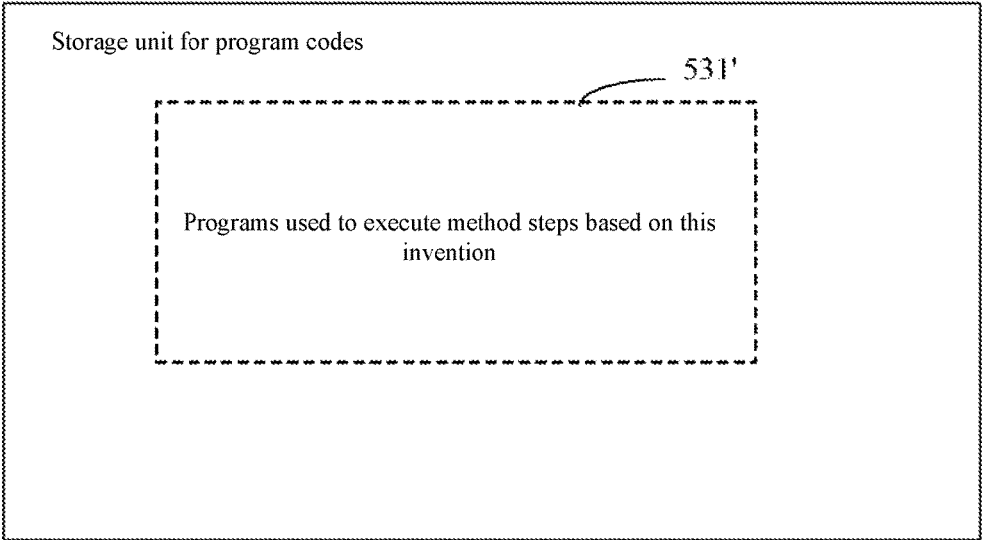 Storage unit for program codes
531'
Programs used to execute method steps based on this
invention